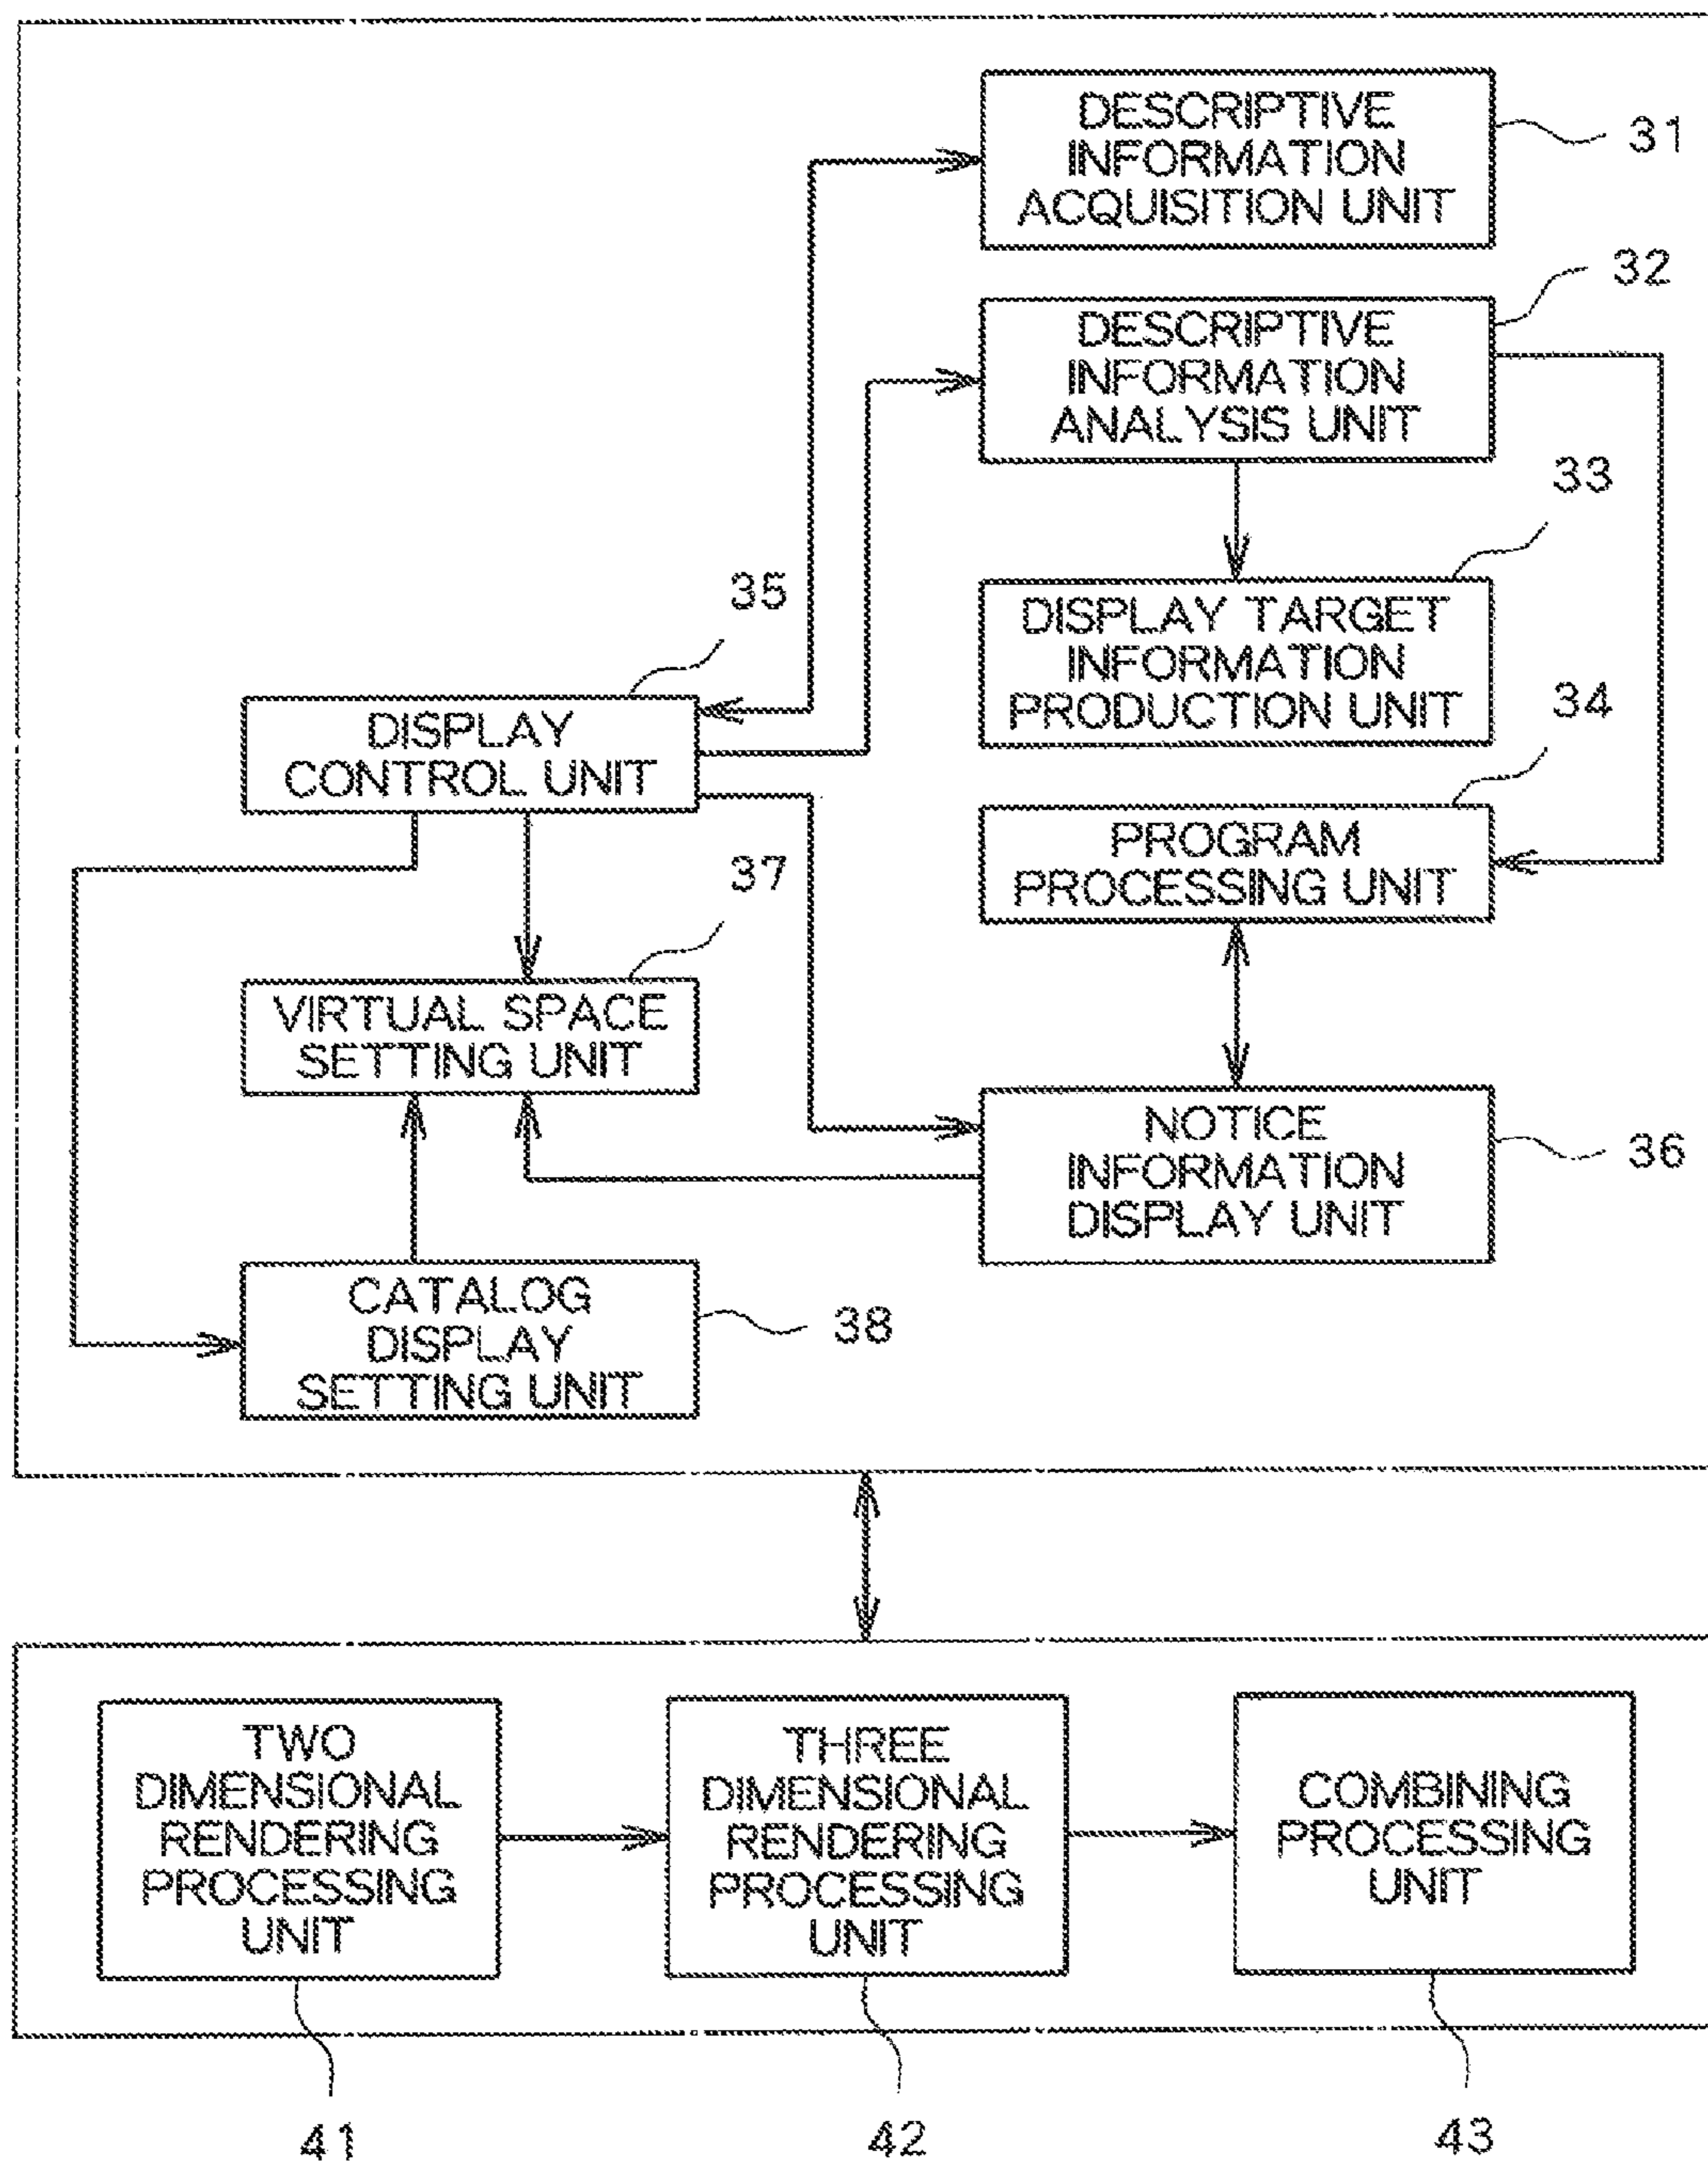 DESCRIPTIVE
INFORMATION
ACQUISITION UNIT
31
DESCRIPTIVE
INFORMATION
ANALYSIS UNIT
32
DISPLAY TARGET
INFORMATION
PRODUCTION UNIT
33
PROGRAM
PROCESSING UNIT
34
DISPLAY
CONTROL UNIT
35
VIRTUAL SPACE
SETTING UNIT
37
NOTICE
INFORMATION
DISPLAY UNIT
36
CATALOG
DISPLAY
SETTING UNIT
38
TWO
DIMENSIONAL
RENDERING
PROCESSING
UNIT
41
THREE
DIMENSIONAL
RENDERING
PROCESSING
UNIT
42
COMBINING
PROCESSING
UNIT
43